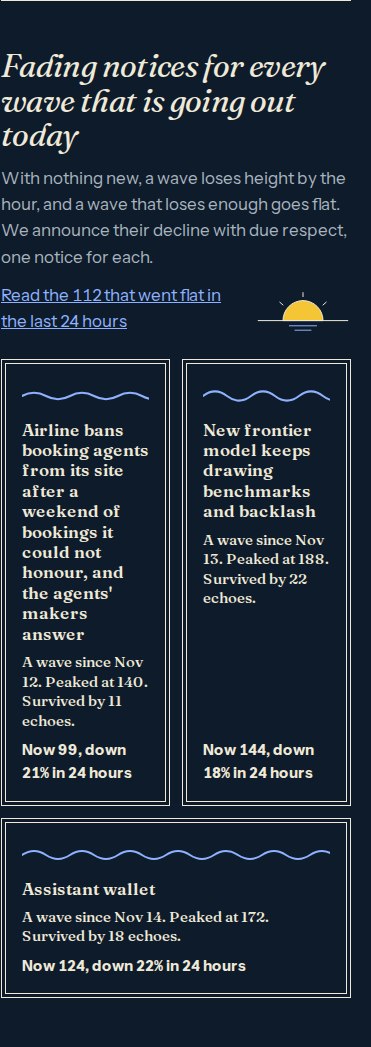 Fading notices for every
wave that is going out
today
With nothing new, a wave loses height by the
hour, and a wave that loses enough goes flat.
We announce their decline with due respect,
one notice for each.
Read the 112 that went flat in
the last 24 hours
Airline bans
booking agents
from its site
after a
weekend of
bookings it
could not
honour, and
the agents'
makers
answer
A wave since Nov
12. Peaked at 140.
Survived by 11
echoes.
Now 99, down
21% in 24 hours
New frontier
model keeps
drawing
benchmarks
and backlash
A wave since Nov
13. Peaked at 188.
Survived by 22
echoes.
Now 144, down
18% in 24 hours
Assistant wallet
A wave since Nov 14. Peaked at 172.
Survived by 18 echoes.
Now 124, down 22% in 24 hours